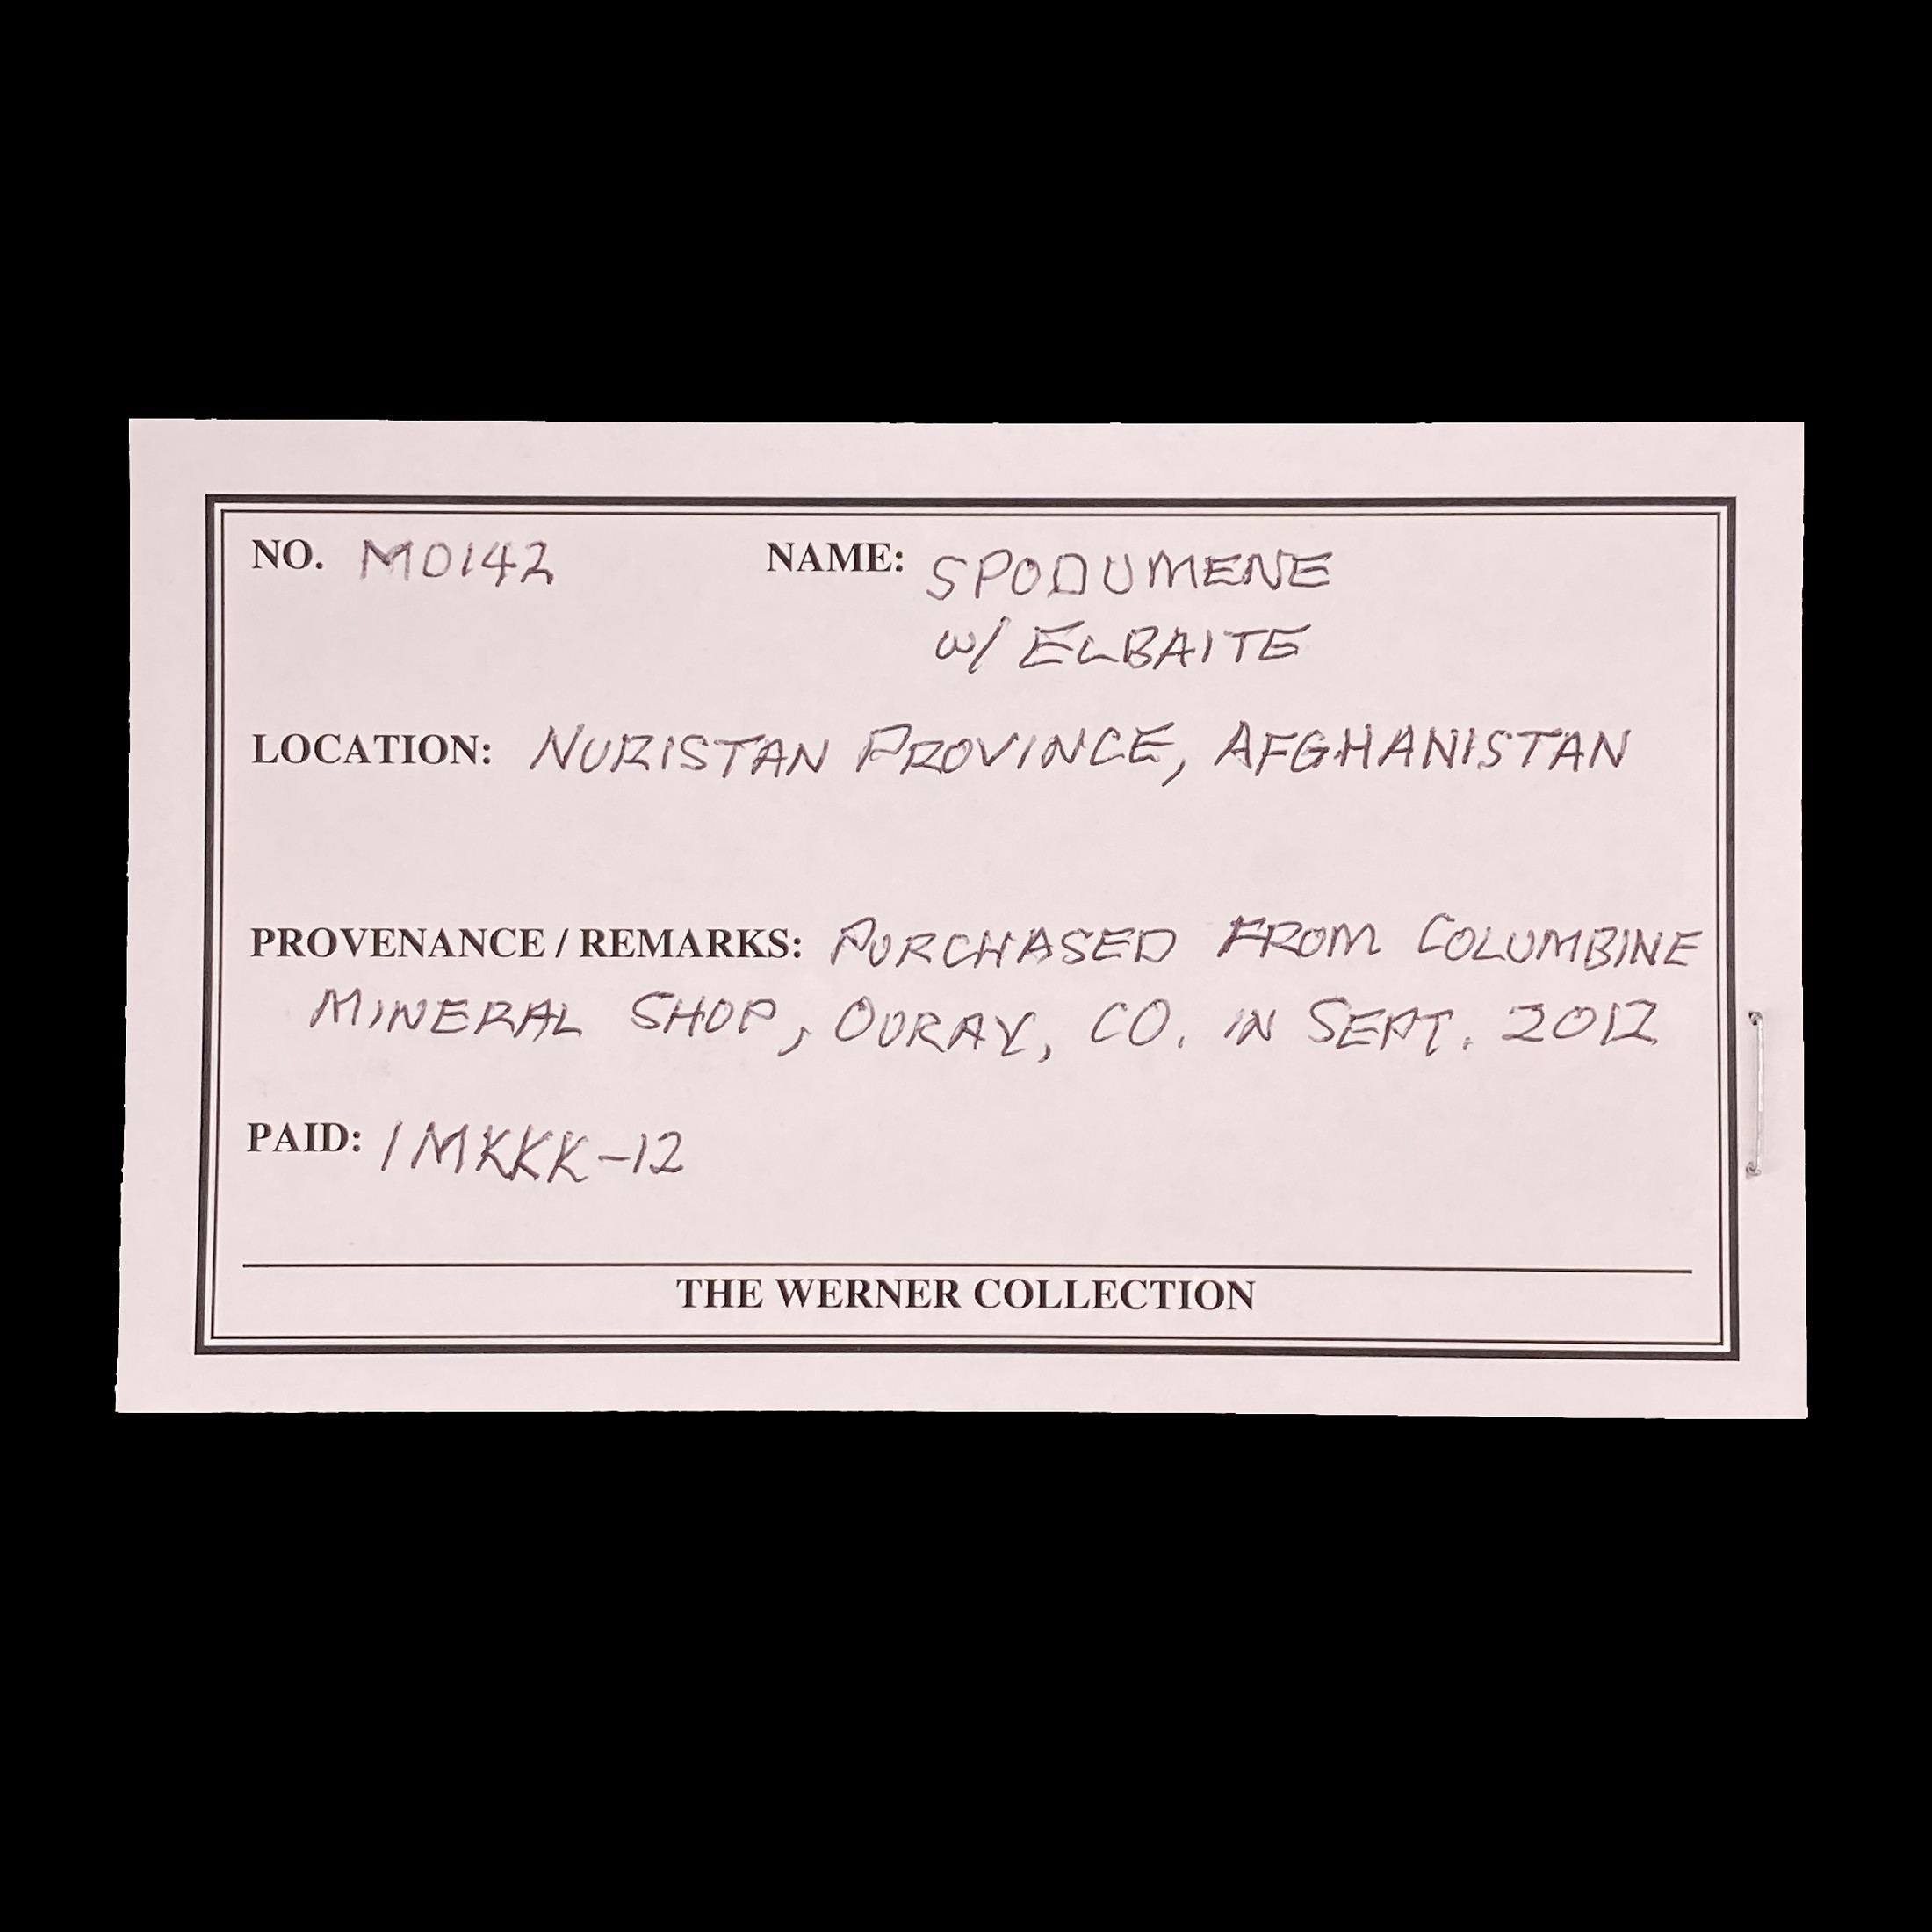 NO. M0142 NAME: SPODUMENE
W/ ELBAITE
LOCATION: NURISTAN PROVINCE, AFGHANISTAN
PROVENANCE / REMARKS: PURCHASED FROM COLUMBINE
MINERAL SHOP, OURAY, CO. IN SEPT. 2012
PAID: /MKKK-12
THE WERNER COLLECTION